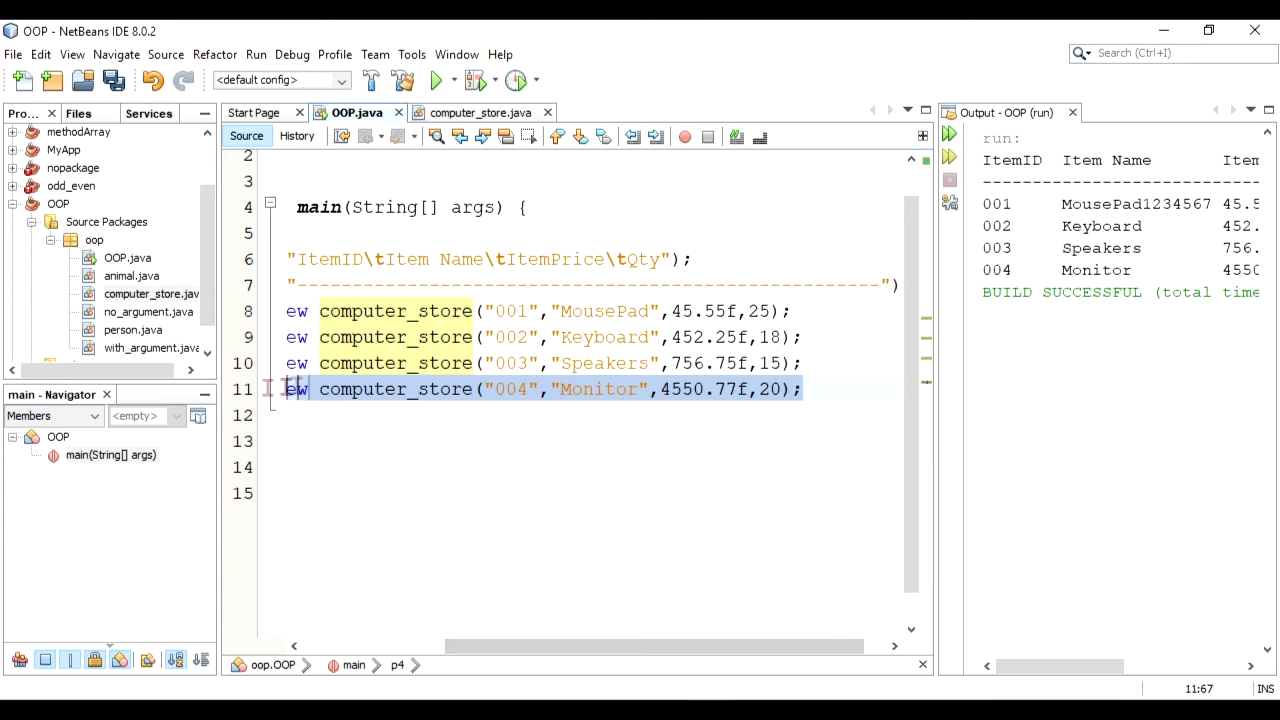 OOP - NetBeans IDE 8.0.2
File Edit View Navigate Source Refactor Run Debug Profile Team Tools Window Help
Search (Ctrl+I)
<default config>
Pro... Files Services
methodArray
MyApp
nopackage
odd_even
OOP
Source Packages
oop
OOP.java
animal.java
computer_store.jav
no_argument.java
person.java
with_argument.java
main - Navigator
Members <empty>
OOP
main(String[] args)
Start Page OOP.java computer_store.java
Source History
2
3
4 main(String[] args) {
5
6 "ItemID\tItem Name\tItemPrice\tQty");
7 "---------------------------------------------------")
8 ew computer_store("001","MousePad",45.55f,25);
9 ew computer_store("002","Keyboard",452.25f,18);
10 ew computer_store("003","Speakers",756.75f,15);
11 ew computer_store("004","Monitor",4550.77f,20);
12
13
14
15
oop.OOP main p4
Output - OOP (run)
run:
ItemID Item Name Item
-------------------------
001 MousePad1234567 45.5
002 Keyboard 452.
003 Speakers 756.
004 Monitor 4550
BUILD SUCCESSFUL (total time
11:67 INS